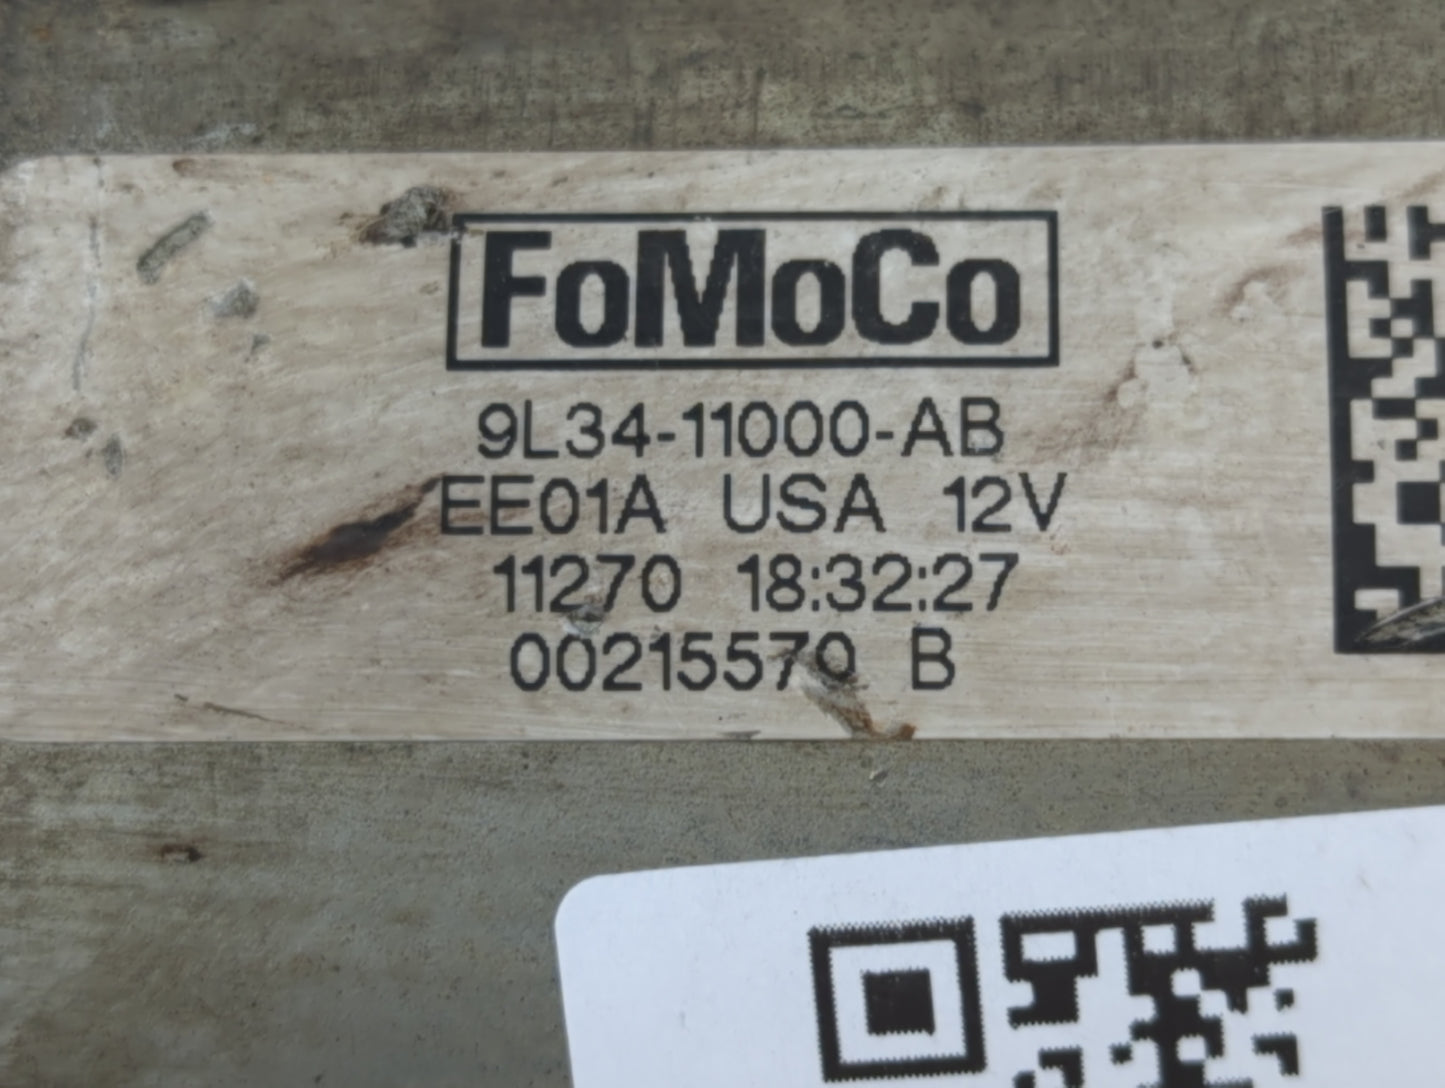 FoMoCo
9L34-11000-AB
EE01A USA 12V
11270 18:32:27
00215570 B